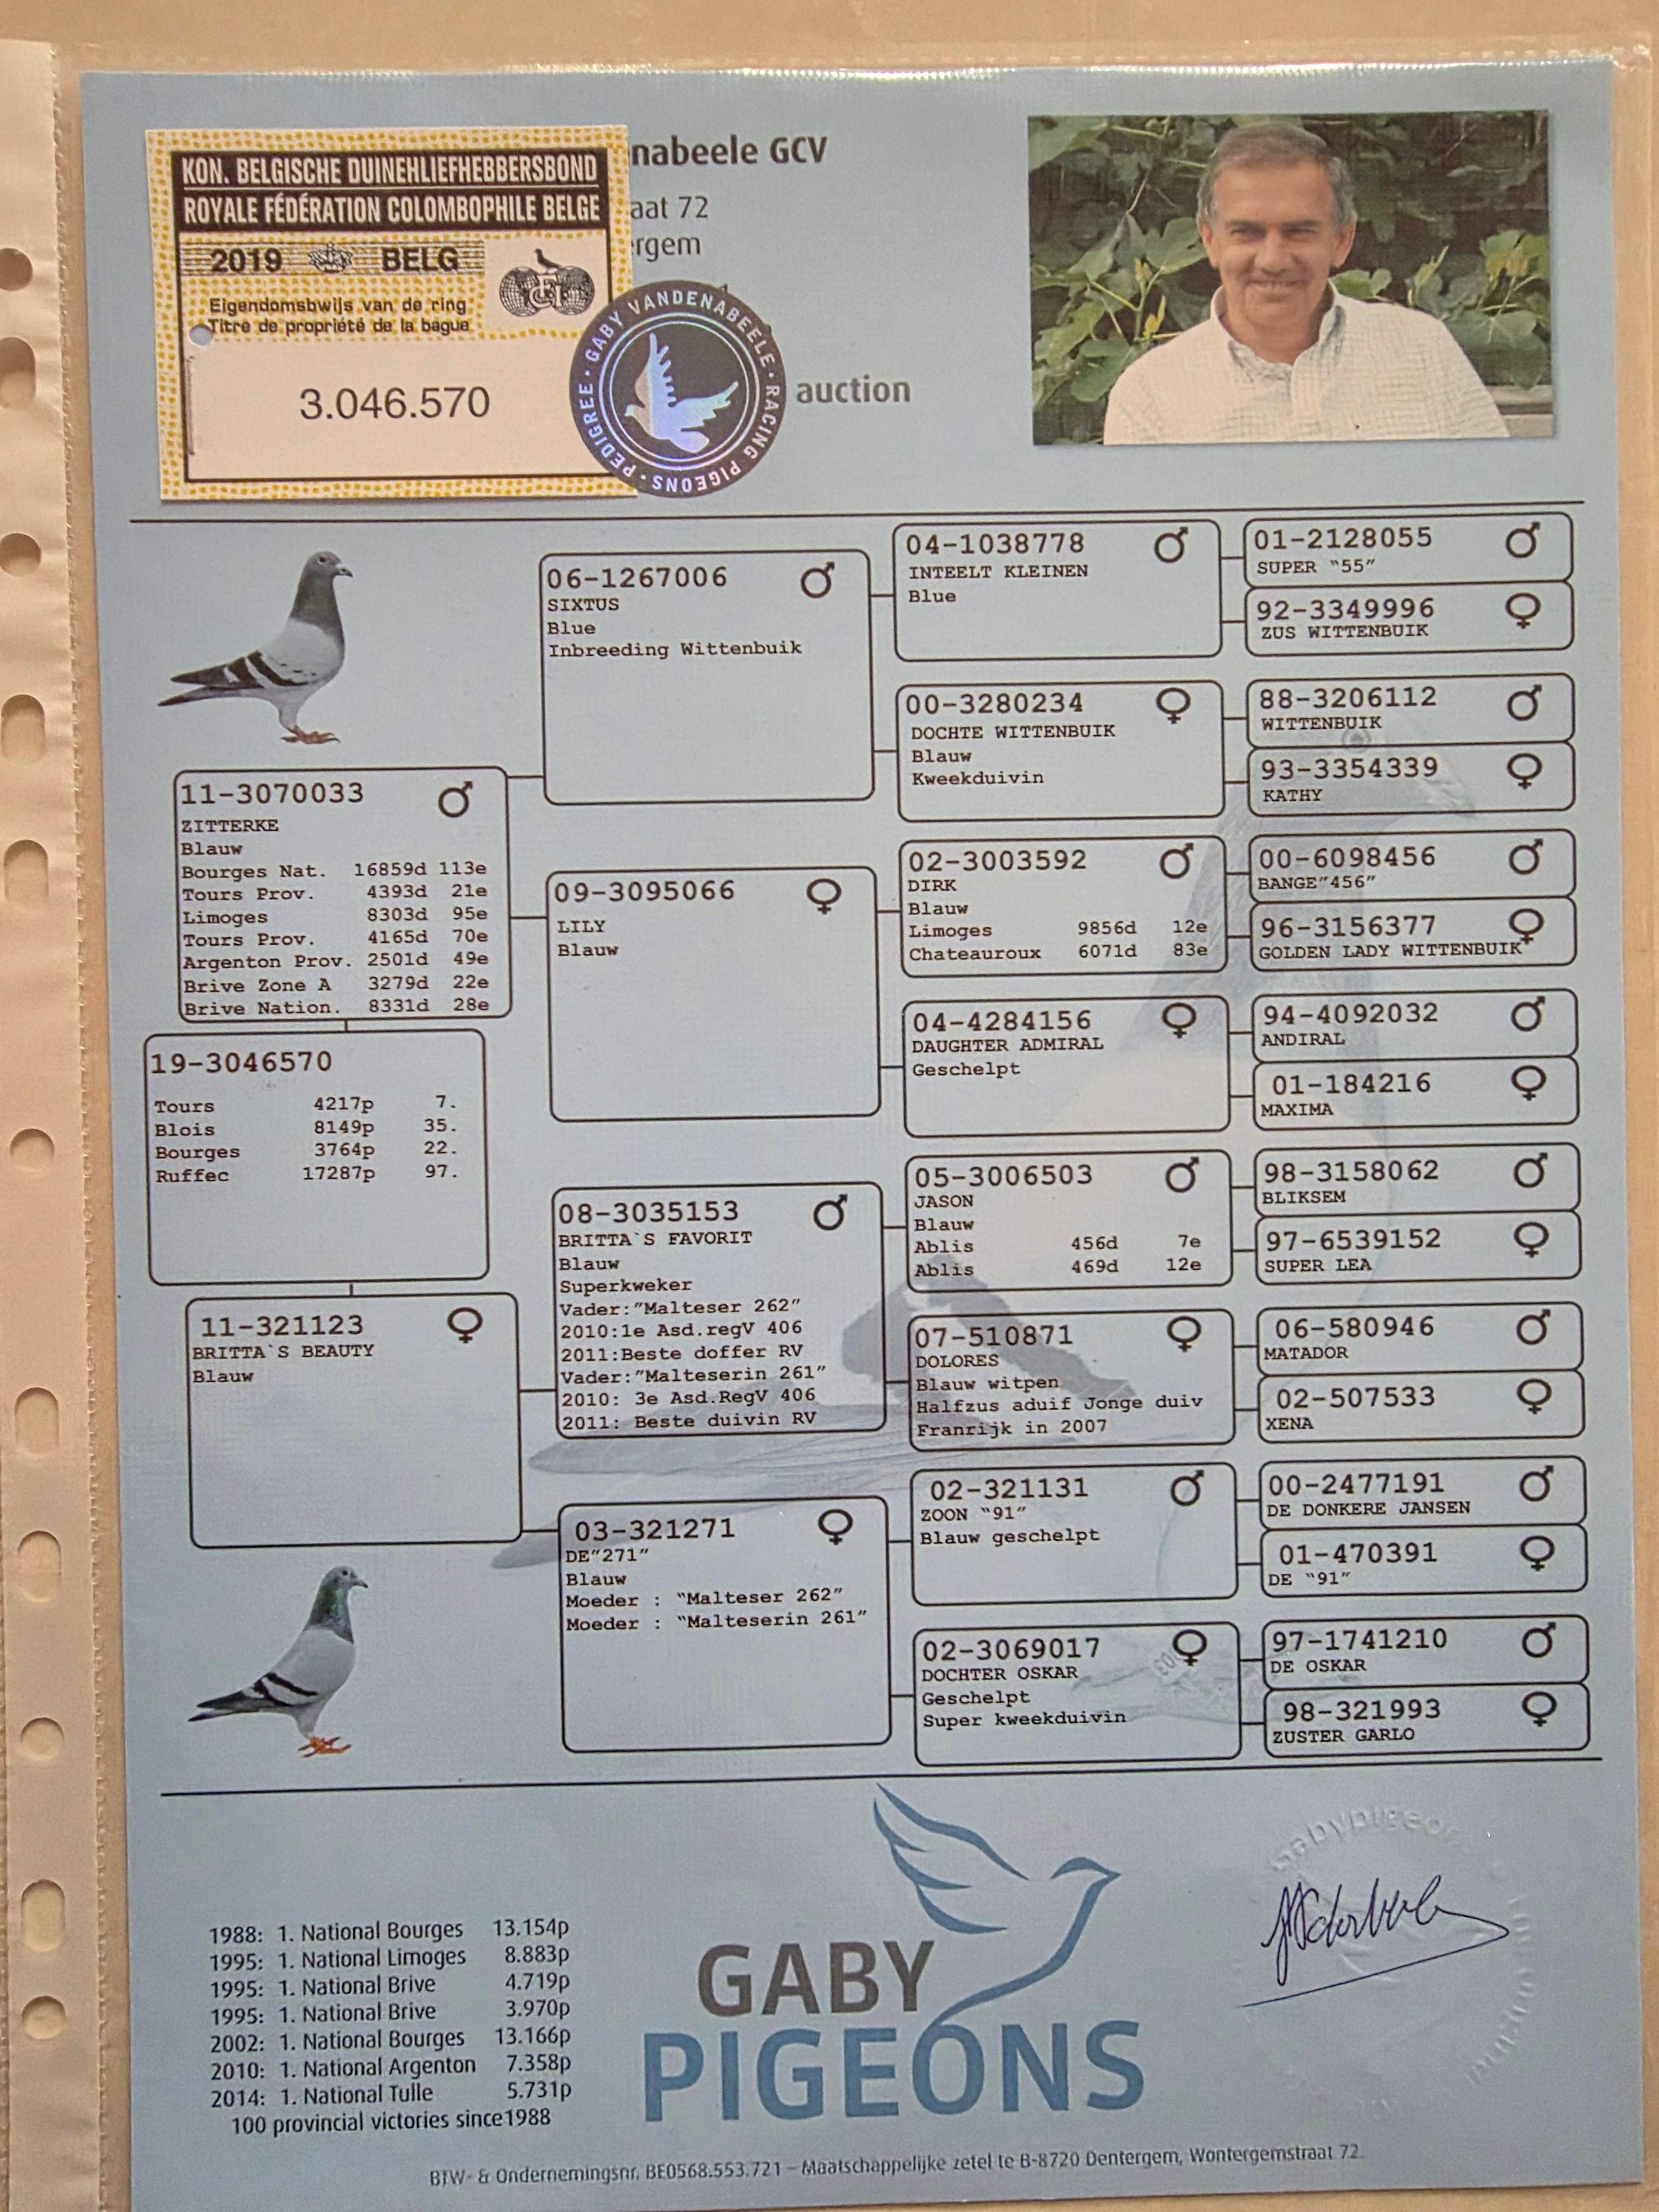 KON. BELGISCHE DUINEHLIEFHEBBERSBOND
ROYALE FÉDÉRATION COLOMBOPHILE BELGE
2019 BELG
FCI
Eigendomsbwijs van de ring
Titre de propriété de la bague
3.046.570
nabeele GCV
aat 72
rgem
PEDIGREE · GABY VANDENABEELE · RACING PIGEONS ·
auction
04-1038778 ♂
INTEELT KLEINEN
Blue
01-2128055 ♂
SUPER "55"
92-3349996 ♀
ZUS WITTENBUIK
06-1267006 ♂
SIXTUS
Blue
Inbreeding Wittenbuik
00-3280234 ♀
DOCHTE WITTENBUIK
Blauw
Kweekduivin
88-3206112 ♂
WITTENBUIK
93-3354339 ♀
KATHY
11-3070033 ♂
ZITTERKE
Blauw
Bourges Nat. 16859d 113e
Tours Prov. 4393d 21e
Limoges 8303d 95e
Tours Prov. 4165d 70e
Argenton Prov. 2501d 49e
Brive Zone A 3279d 22e
Brive Nation. 8331d 28e
09-3095066 ♀
LILY
Blauw
02-3003592 ♂
DIRK
Blauw
Limoges 9856d 12e
Chateauroux 6071d 83e
00-6098456 ♂
BANGE"456"
96-3156377 ♀
GOLDEN LADY WITTENBUIK
04-4284156 ♀
DAUGHTER ADMIRAL
Geschelpt
94-4092032 ♂
ANDIRAL
01-184216 ♀
MAXIMA
19-3046570
Tours 4217p 7.
Blois 8149p 35.
Bourges 3764p 22.
Ruffec 17287p 97.
08-3035153 ♂
BRITTA`S FAVORIT
Blauw
Superkweker
Vader:"Malteser 262"
2010:1e Asd.regV 406
2011:Beste doffer RV
Vader:"Malteserin 261"
2010: 3e Asd.RegV 406
2011: Beste duivin RV
05-3006503 ♂
JASON
Blauw
Ablis 456d 7e
Ablis 469d 12e
98-3158062 ♂
BLIKSEM
97-6539152 ♀
SUPER LEA
07-510871 ♀
DOLORES
Blauw witpen
Halfzus aduif Jonge duiv
Franrijk in 2007
06-580946 ♂
MATADOR
02-507533 ♀
XENA
11-321123 ♀
BRITTA`S BEAUTY
Blauw
03-321271 ♀
DE"271"
Blauw
Moeder : "Malteser 262"
Moeder : "Malteserin 261"
02-321131 ♂
ZOON "91"
Blauw geschelpt
00-2477191 ♂
DE DONKERE JANSEN
01-470391 ♀
DE "91"
02-3069017 ♀
DOCHTER OSKAR
Geschelpt
Super kweekduivin
97-1741210 ♂
DE OSKAR
98-321993 ♀
ZUSTER GARLO
1988: 1. National Bourges 13.154p
1995: 1. National Limoges 8.883p
1995: 1. National Brive 4.719p
1995: 1. National Brive 3.970p
2002: 1. National Bourges 13.166p
2010: 1. National Argenton 7.358p
2014: 1. National Tulle 5.731p
100 provincial victories since1988
GABY
PIGEONS
BTW- & Ondernemingsnr. BE0568.553.721 – Maatschappelijke zetel te B-8720 Dentergem, Wontergemstraat 72.